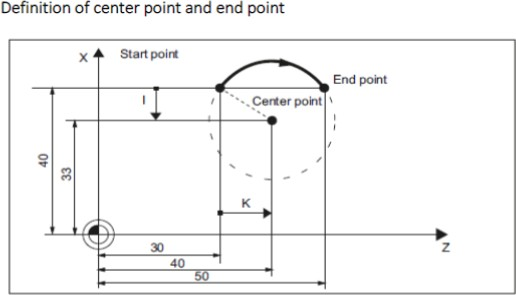 Definition of center point and end point
X
Start point
End point
I
Center point
40
33
K
30
Z
40
50